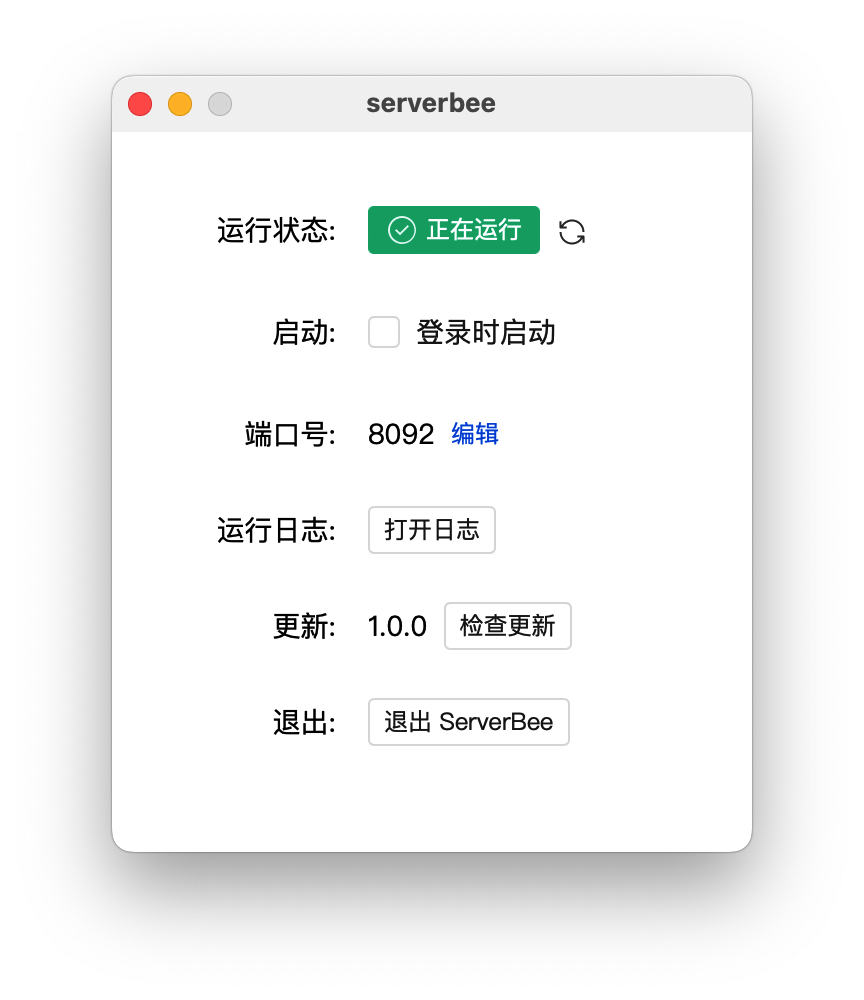 serverbee
运行状态: 正在运行
启动: 登录时启动
端口号: 8092 编辑
运行日志: 打开日志
更新: 1.0.0 检查更新
退出: 退出 ServerBee